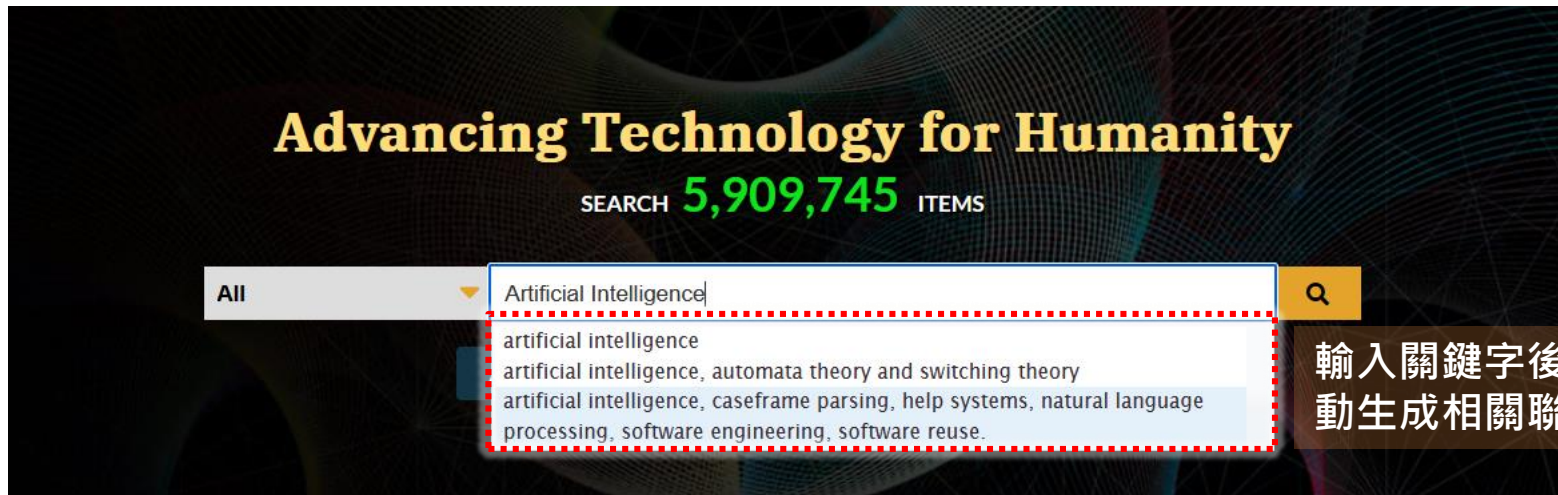 Advancing Technology for Humanity
SEARCH 5,909,745 ITEMS
All
Artificial Intelligence
artificial intelligence
artificial intelligence, automata theory and switching theory
artificial intelligence, caseframe parsing, help systems, natural language
processing, software engineering, software reuse.
輸入關鍵字後
動生成相關聯